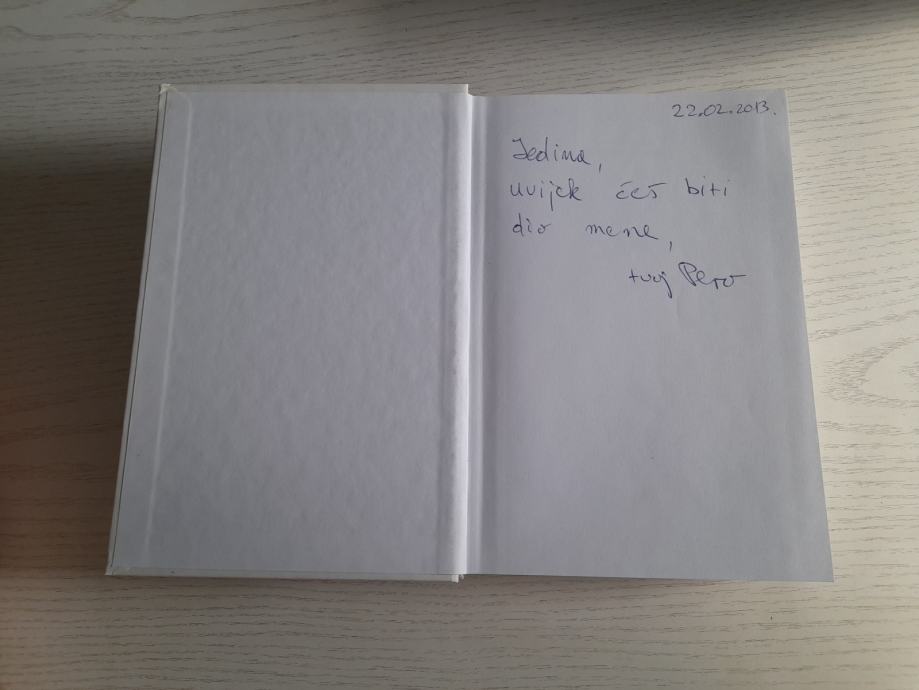 22.02.2013.
Jedina,
uvijek ćeš biti
dio mene,
tvoj Pero